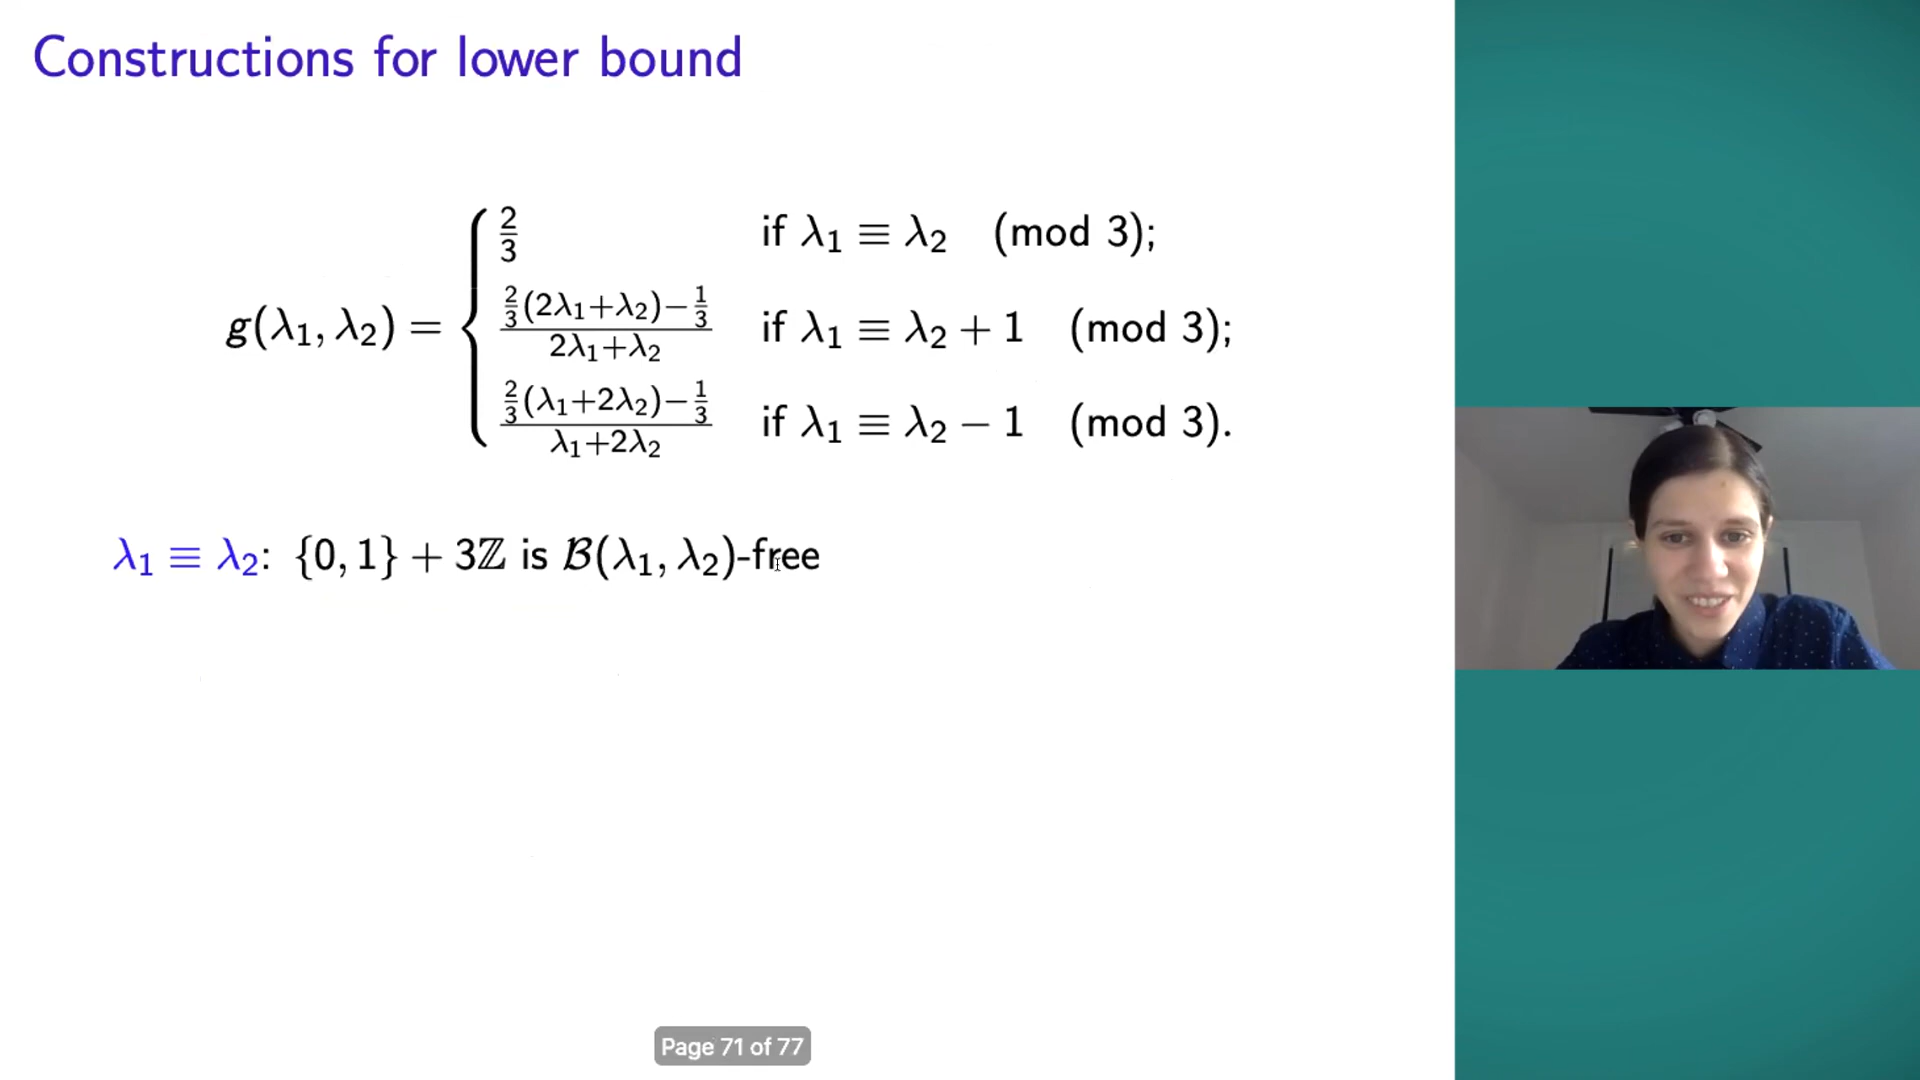 Constructions for lower bound
g(λ₁, λ₂) = { 2/3 if λ₁ ≡ λ₂ (mod 3);
(2/3(2λ₁+λ₂)−1/3)/(2λ₁+λ₂) if λ₁ ≡ λ₂ + 1 (mod 3);
(2/3(λ₁+2λ₂)−1/3)/(λ₁+2λ₂) if λ₁ ≡ λ₂ − 1 (mod 3).
λ₁ ≡ λ₂: {0, 1} + 3ℤ is ℬ(λ₁, λ₂)-free
Page 71 of 77